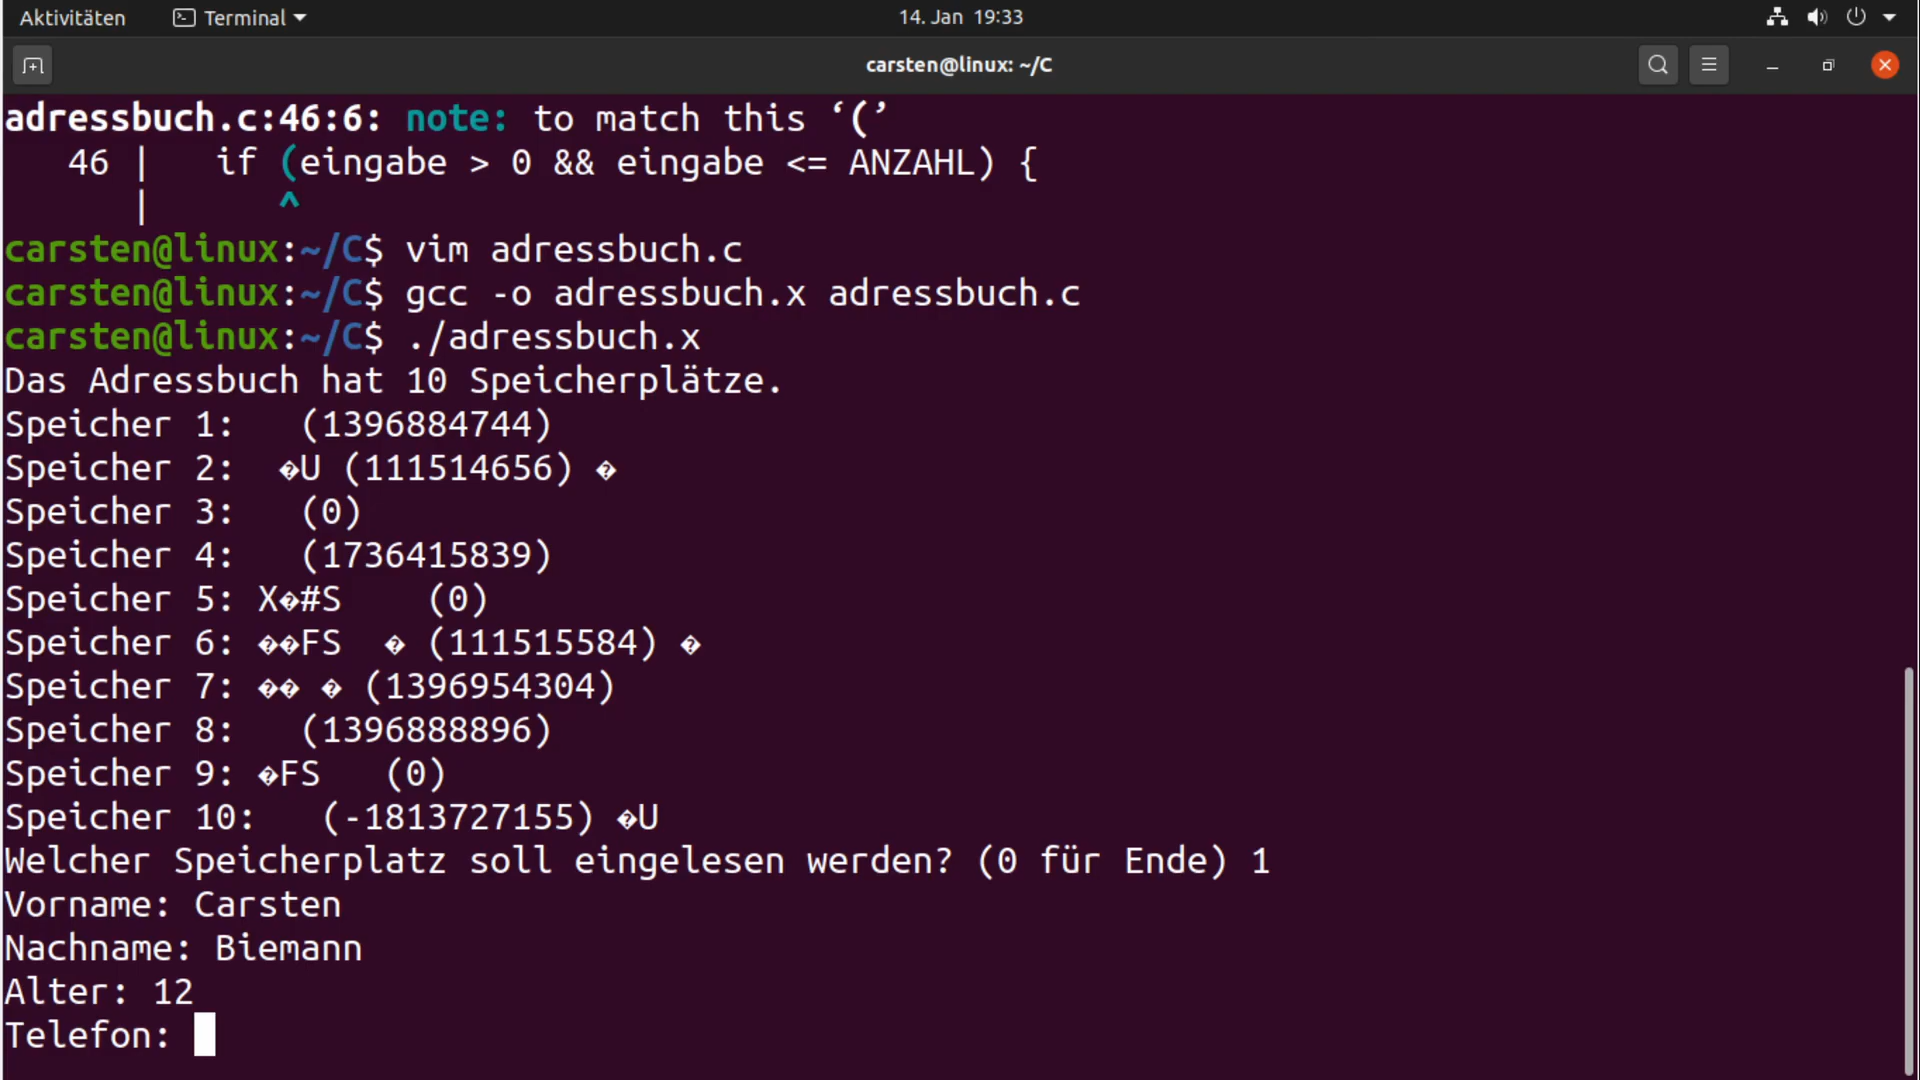 Aktivitäten Terminal 14. Jan 19:33
carsten@linux: ~/C
adressbuch.c:46:6: note: to match this ‘(’
46 | if (eingabe > 0 && eingabe <= ANZAHL) {
| ^
carsten@linux:~/C$ vim adressbuch.c
carsten@linux:~/C$ gcc -o adressbuch.x adressbuch.c
carsten@linux:~/C$ ./adressbuch.x
Das Adressbuch hat 10 Speicherplätze.
Speicher 1: (1396884744)
Speicher 2: �U (111514656) �
Speicher 3: (0)
Speicher 4: (1736415839)
Speicher 5: X�#S (0)
Speicher 6: ��FS � (111515584) �
Speicher 7: �� � (1396954304)
Speicher 8: (1396888896)
Speicher 9: �FS (0)
Speicher 10: (-1813727155) �U
Welcher Speicherplatz soll eingelesen werden? (0 für Ende) 1
Vorname: Carsten
Nachname: Biemann
Alter: 12
Telefon: